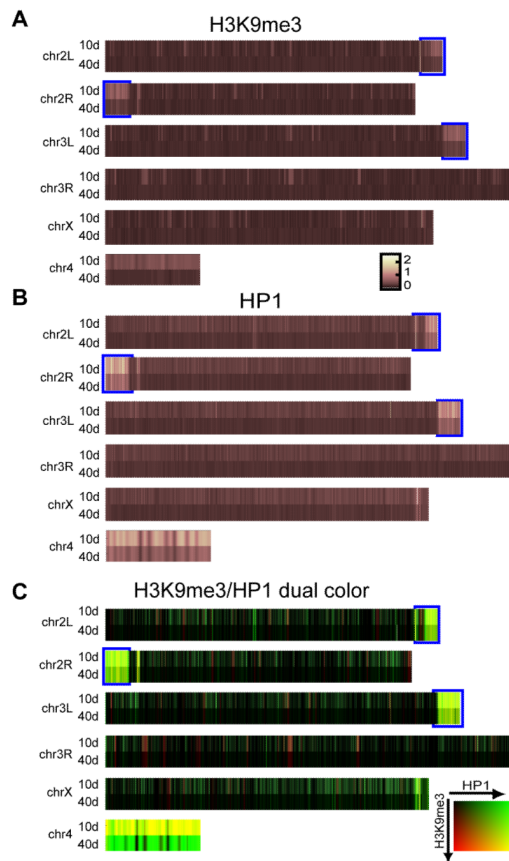 A
H3K9me3
chr2L 10d
40d
chr2R 10d
40d
chr3L 10d
40d
chr3R 10d
40d
chrX 10d
40d
chr4 10d
40d
2
1
0
B
HP1
chr2L 10d
40d
chr2R 10d
40d
chr3L 10d
40d
chr3R 10d
40d
chrX 10d
40d
chr4 10d
40d
C
H3K9me3/HP1 dual color
chr2L 10d
40d
chr2R 10d
40d
chr3L 10d
40d
chr3R 10d
40d
chrX 10d
40d
chr4 10d
40d
HP1
H3K9me3